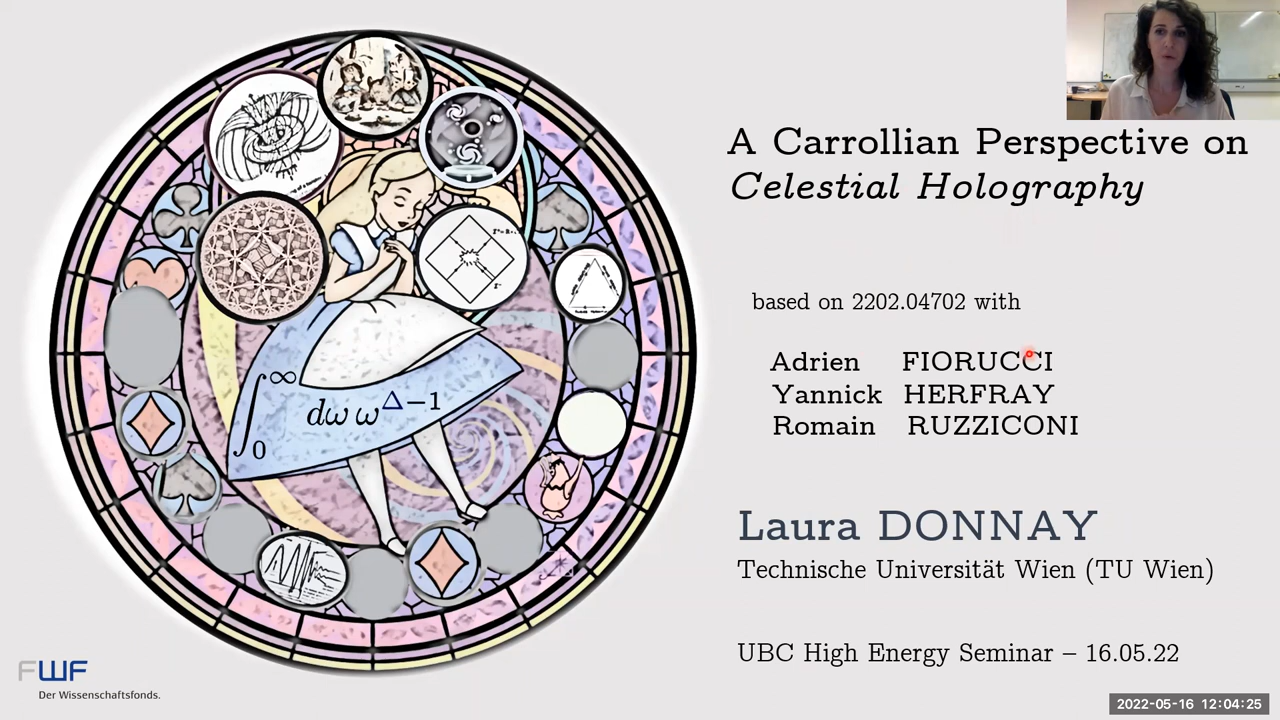 A Carrollian Perspective on
Celestial Holography
based on 2202.04702 with
Adrien FIORUCCI
Yannick HERFRAY
Romain RUZZICONI
∫₀^∞ dω ω^{Δ−1}
Laura DONNAY
Technische Universität Wien (TU Wien)
UBC High Energy Seminar – 16.05.22
FWF
Der Wissenschaftsfonds.
2022-05-16 12:04:25